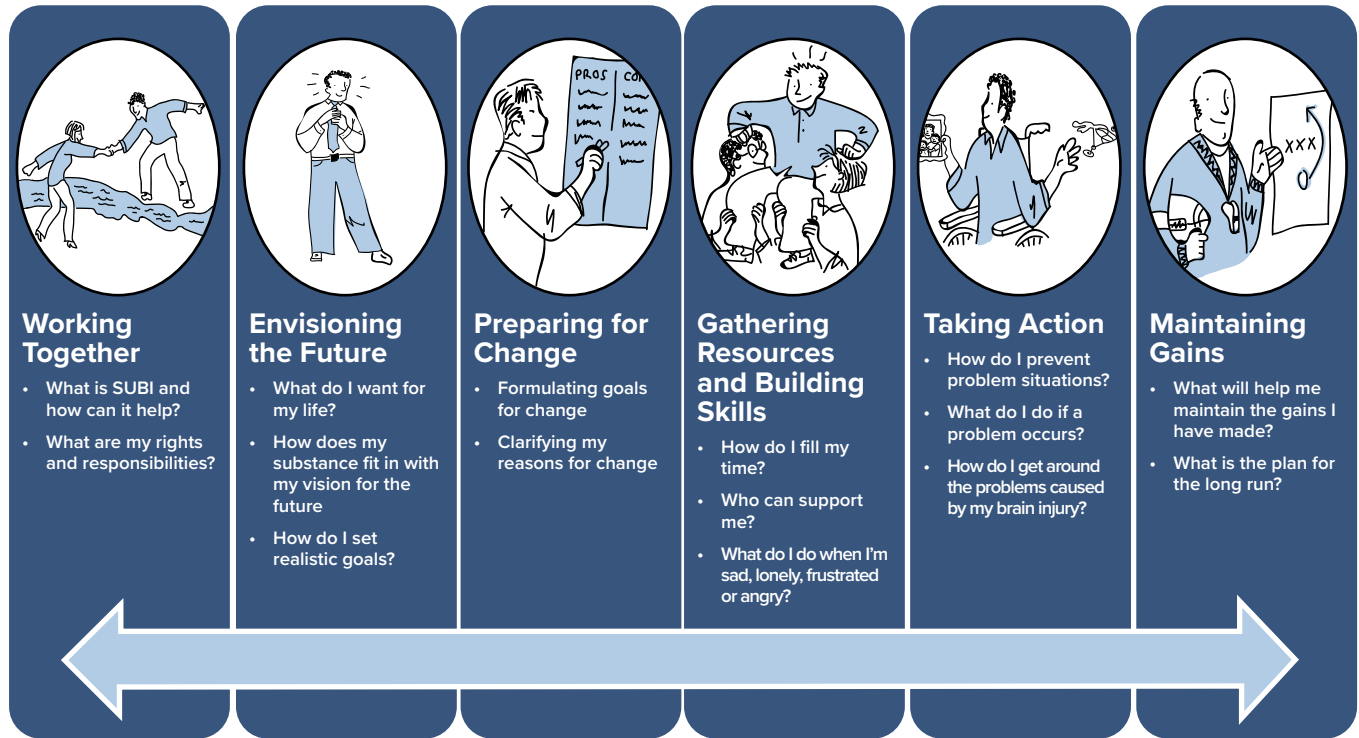 PROS CON
XXX
O
Working
Together
• What is SUBI and
how can it help?
• What are my rights
and responsibilities?
Envisioning
the Future
• What do I want for
my life?
• How does my
substance fit in with
my vision for the
future
• How do I set
realistic goals?
Preparing for
Change
• Formulating goals
for change
• Clarifying my
reasons for change
Gathering
Resources
and Building
Skills
• How do I fill my
time?
• Who can support
me?
• What do I do when I’m
sad, lonely, frustrated
or angry?
Taking Action
• How do I prevent
problem situations?
• What do I do if a
problem occurs?
• How do I get around
the problems caused
by my brain injury?
Maintaining
Gains
• What will help me
maintain the gains I
have made?
• What is the plan for
the long run?